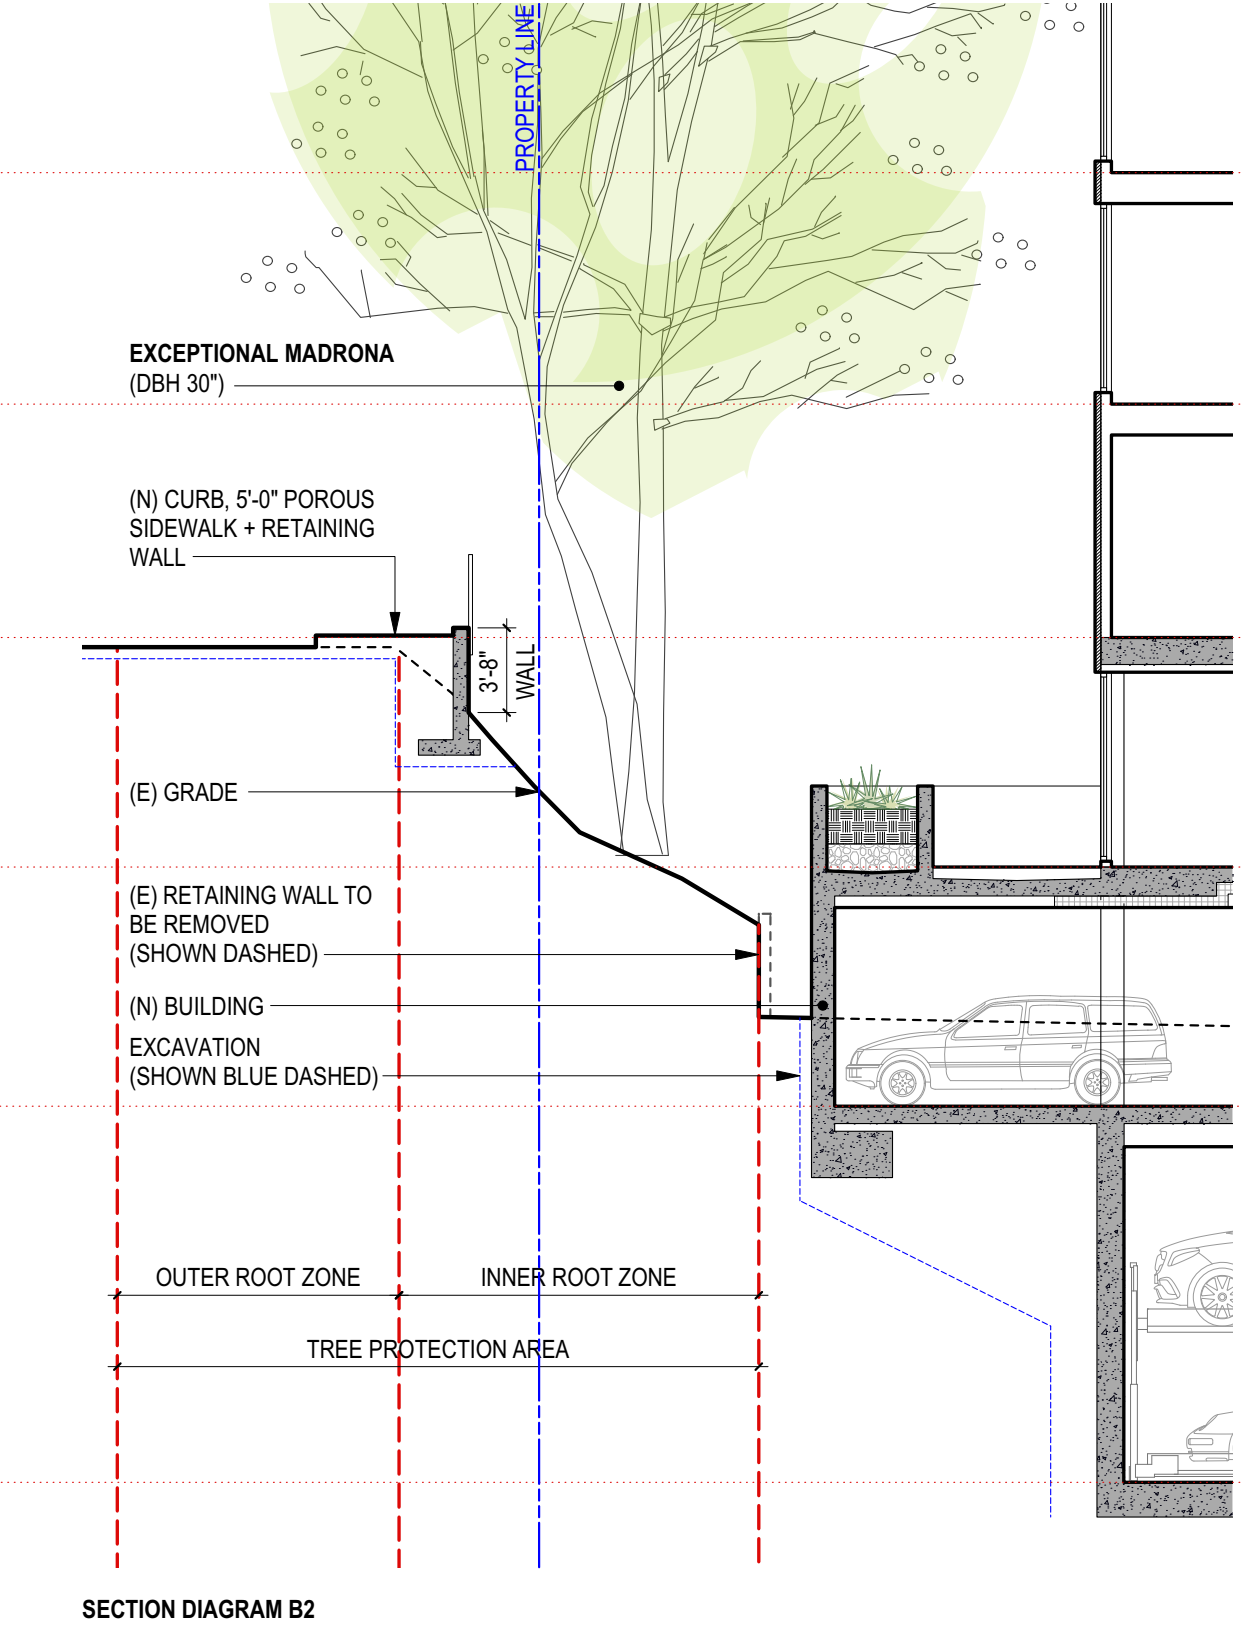 PROPERTY LINE
EXCEPTIONAL MADRONA
(DBH 30")
(N) CURB, 5'-0" POROUS
SIDEWALK + RETAINING
WALL
3'-8"
WALL
(E) GRADE
(E) RETAINING WALL TO
BE REMOVED
(SHOWN DASHED)
(N) BUILDING
EXCAVATION
(SHOWN BLUE DASHED)
OUTER ROOT ZONE
INNER ROOT ZONE
TREE PROTECTION AREA
SECTION DIAGRAM B2